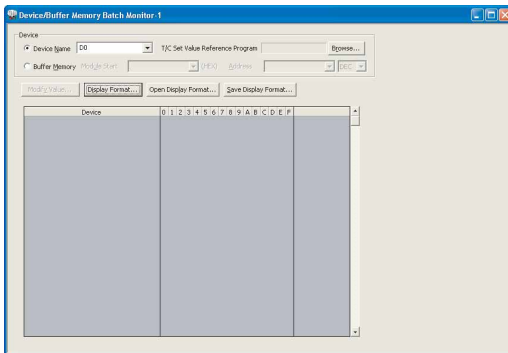 Device/Buffer Memory Batch Monitor-1
Device
Device Name D0 T/C Set Value Reference Program Browse...
Buffer Memory Module Start (HEX) Address DEC
Modify Value... Display Format... Open Display Format... Save Display Format...
Device 0 1 2 3 4 5 6 7 8 9 A B C D E F